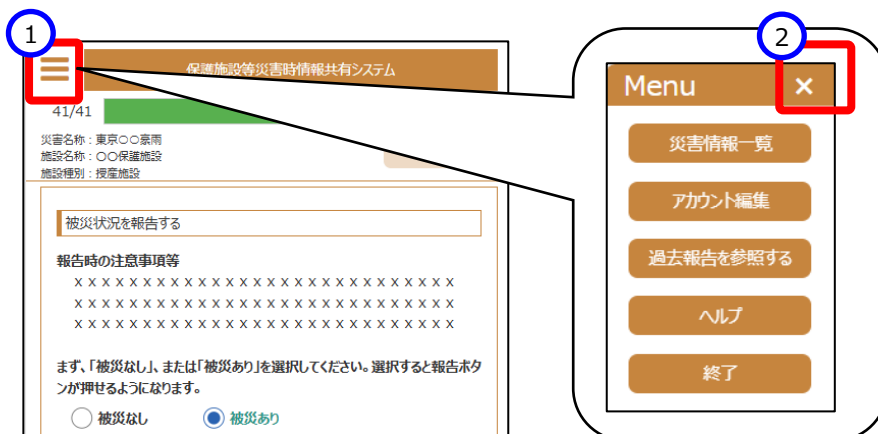 1
保護施設等災害時情報共有システム
41/41
災害名称：東京○○豪雨
施設名称：○○保護施設
施設種別：授産施設
被災状況を報告する
報告時の注意事項等
ｘｘｘｘｘｘｘｘｘｘｘｘｘｘｘｘｘｘｘｘｘｘｘｘｘｘｘｘ
ｘｘｘｘｘｘｘｘｘｘｘｘｘｘｘｘｘｘｘｘｘｘｘｘｘｘｘｘ
ｘｘｘｘｘｘｘｘｘｘｘｘｘｘｘｘｘｘｘｘｘｘｘｘｘｘｘｘ
まず、「被災なし」、または「被災あり」を選択してください。選択すると報告ボタ
ンが押せるようになります。
被災なし 被災あり
2
Menu ×
災害情報一覧
アカウント編集
過去報告を参照する
ヘルプ
終了